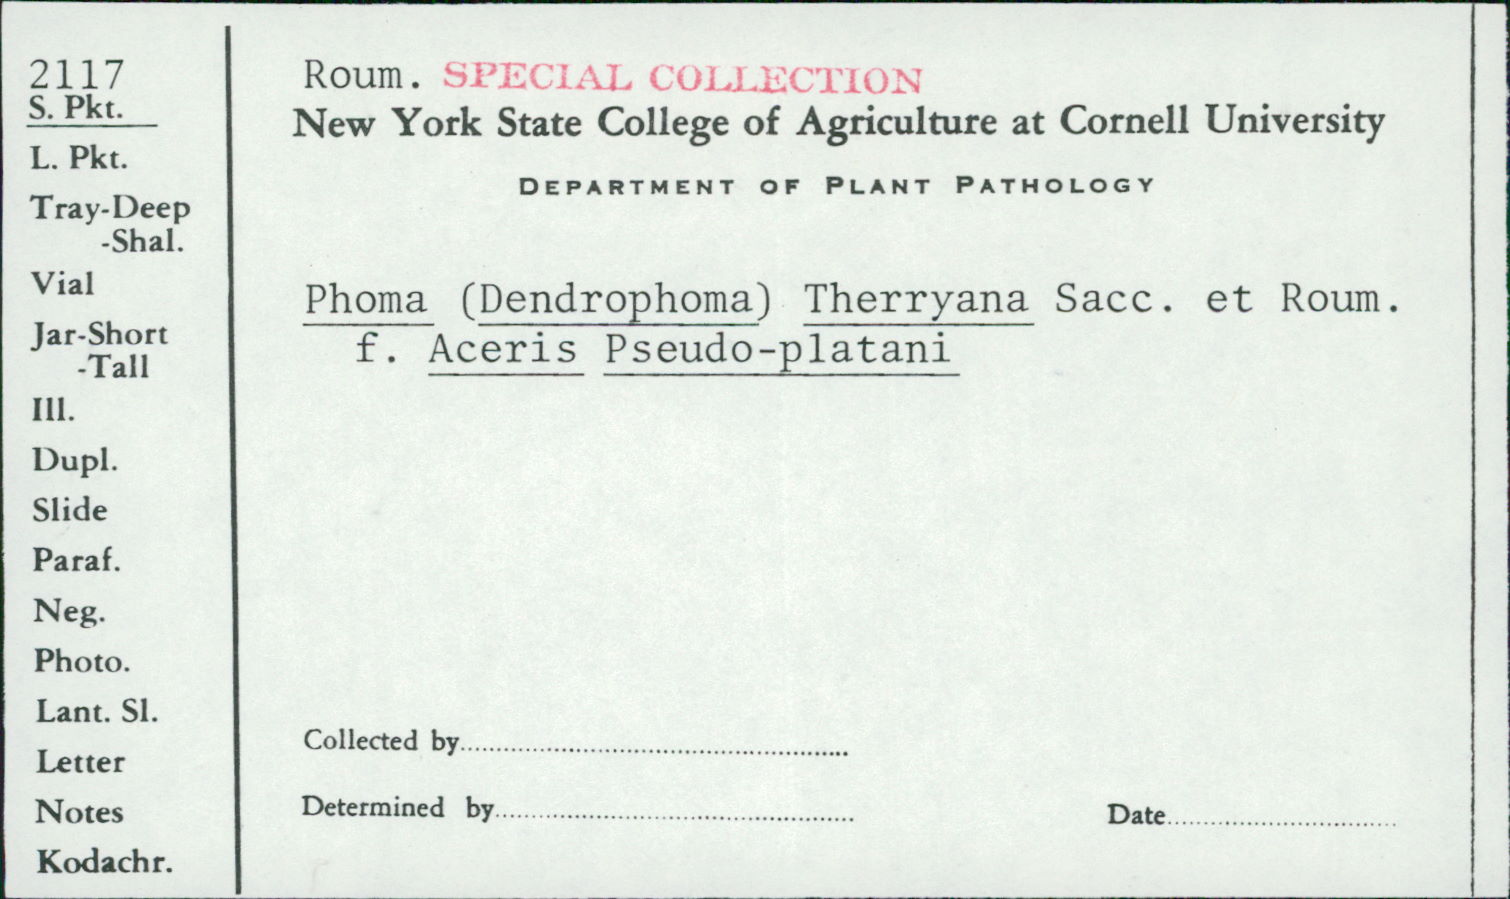 2117
S. Pkt.
L. Pkt.
Tray-Deep
-Shal.
Vial
Jar-Short
-Tall
Ill.
Dupl.
Slide
Paraf.
Neg.
Photo.
Lant. Sl.
Letter
Notes
Kodachr.
Roum. SPECIAL COLLECTION
New York State College of Agriculture at Cornell University
DEPARTMENT OF PLANT PATHOLOGY
Phoma (Dendrophoma) Therryana Sacc. et Roum.
f. Aceris Pseudo-platani
Collected by
Determined by
Date